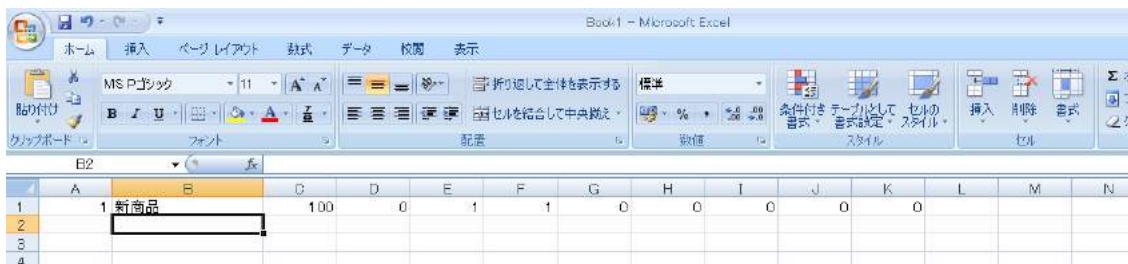 Book1 - Microsoft Excel
ホーム 挿入 ページ レイアウト 数式 データ 校閲 表示
MS Pゴシック 11 A A 折り返して全体を表示する 標準
貼り付け B I U A セルを結合して中央揃え % , 条件付き書式 テーブルとして書式設定 セルのスタイル 挿入 削除 書式 Σ
クリップボード フォント 配置 数値 スタイル セル
B2 fx
A B C D E F G H I J K L M N
1 1 新商品 100 0 1 1 0 0 0 0 0
2
3
4